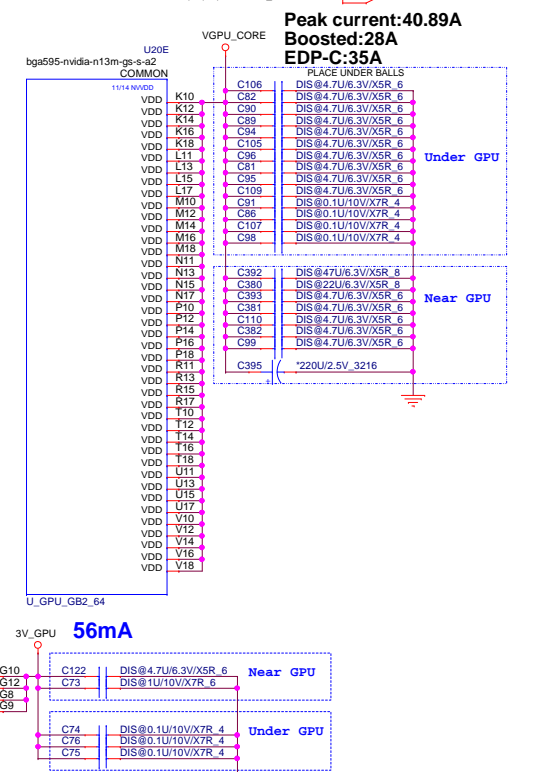 Peak current:40.89A
VGPU_CORE
Boosted:28A
EDP-C:35A
U20E
bga595-nvidia-n13m-gs-s-a2
COMMON
PLACE UNDER BALLS
11/14 NVVDD
C106 DIS@4.7U/6.3V/X5R_6
VDD K10 C82 DIS@4.7U/6.3V/X5R_6
VDD K12 C90 DIS@4.7U/6.3V/X5R_6
VDD K14 C89 DIS@4.7U/6.3V/X5R_6
VDD K16 C94 DIS@4.7U/6.3V/X5R_6
VDD K18 C105 DIS@4.7U/6.3V/X5R_6
VDD L11 C96 DIS@4.7U/6.3V/X5R_6 Under GPU
VDD L13 C81 DIS@4.7U/6.3V/X5R_6
VDD L15 C95 DIS@4.7U/6.3V/X5R_6
VDD L17 C109 DIS@4.7U/6.3V/X5R_6
VDD M10 C91 DIS@0.1U/10V/X7R_4
VDD M12 C86 DIS@0.1U/10V/X7R_4
VDD M14 C107 DIS@0.1U/10V/X7R_4
VDD M16 C98 DIS@0.1U/10V/X7R_4
VDD M18
VDD N11
VDD N13 C392 DIS@47U/6.3V/X5R_8
VDD N15 C380 DIS@22U/6.3V/X5R_8
VDD N17 C393 DIS@4.7U/6.3V/X5R_6 Near GPU
VDD P10 C381 DIS@4.7U/6.3V/X5R_6
VDD P12 C110 DIS@4.7U/6.3V/X5R_6
VDD P14 C382 DIS@4.7U/6.3V/X5R_6
VDD P16 C99 DIS@4.7U/6.3V/X5R_6
VDD P18
VDD R11 C395 *220U/2.5V_3216
VDD R13 +
VDD R15
VDD R17
VDD T10
VDD T12
VDD T14
VDD T16
VDD T18
VDD U11
VDD U13
VDD U15
VDD U17
VDD V10
VDD V12
VDD V14
VDD V16
VDD V18
U_GPU_GB2_64
3V_GPU 56mA
G10 C122 DIS@4.7U/6.3V/X5R_6 Near GPU
G12 C73 DIS@1U/10V/X7R_6
G8
G9
C74 DIS@0.1U/10V/X7R_4 Under GPU
C76 DIS@0.1U/10V/X7R_4
C75 DIS@0.1U/10V/X7R_4